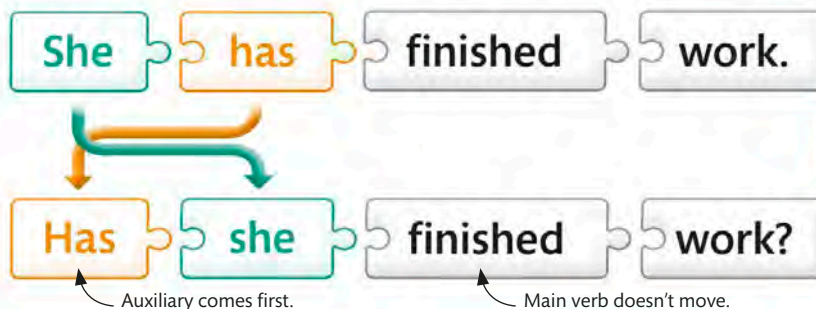 She has finished work.
Has she finished work?
Auxiliary comes first. Main verb doesn't move.